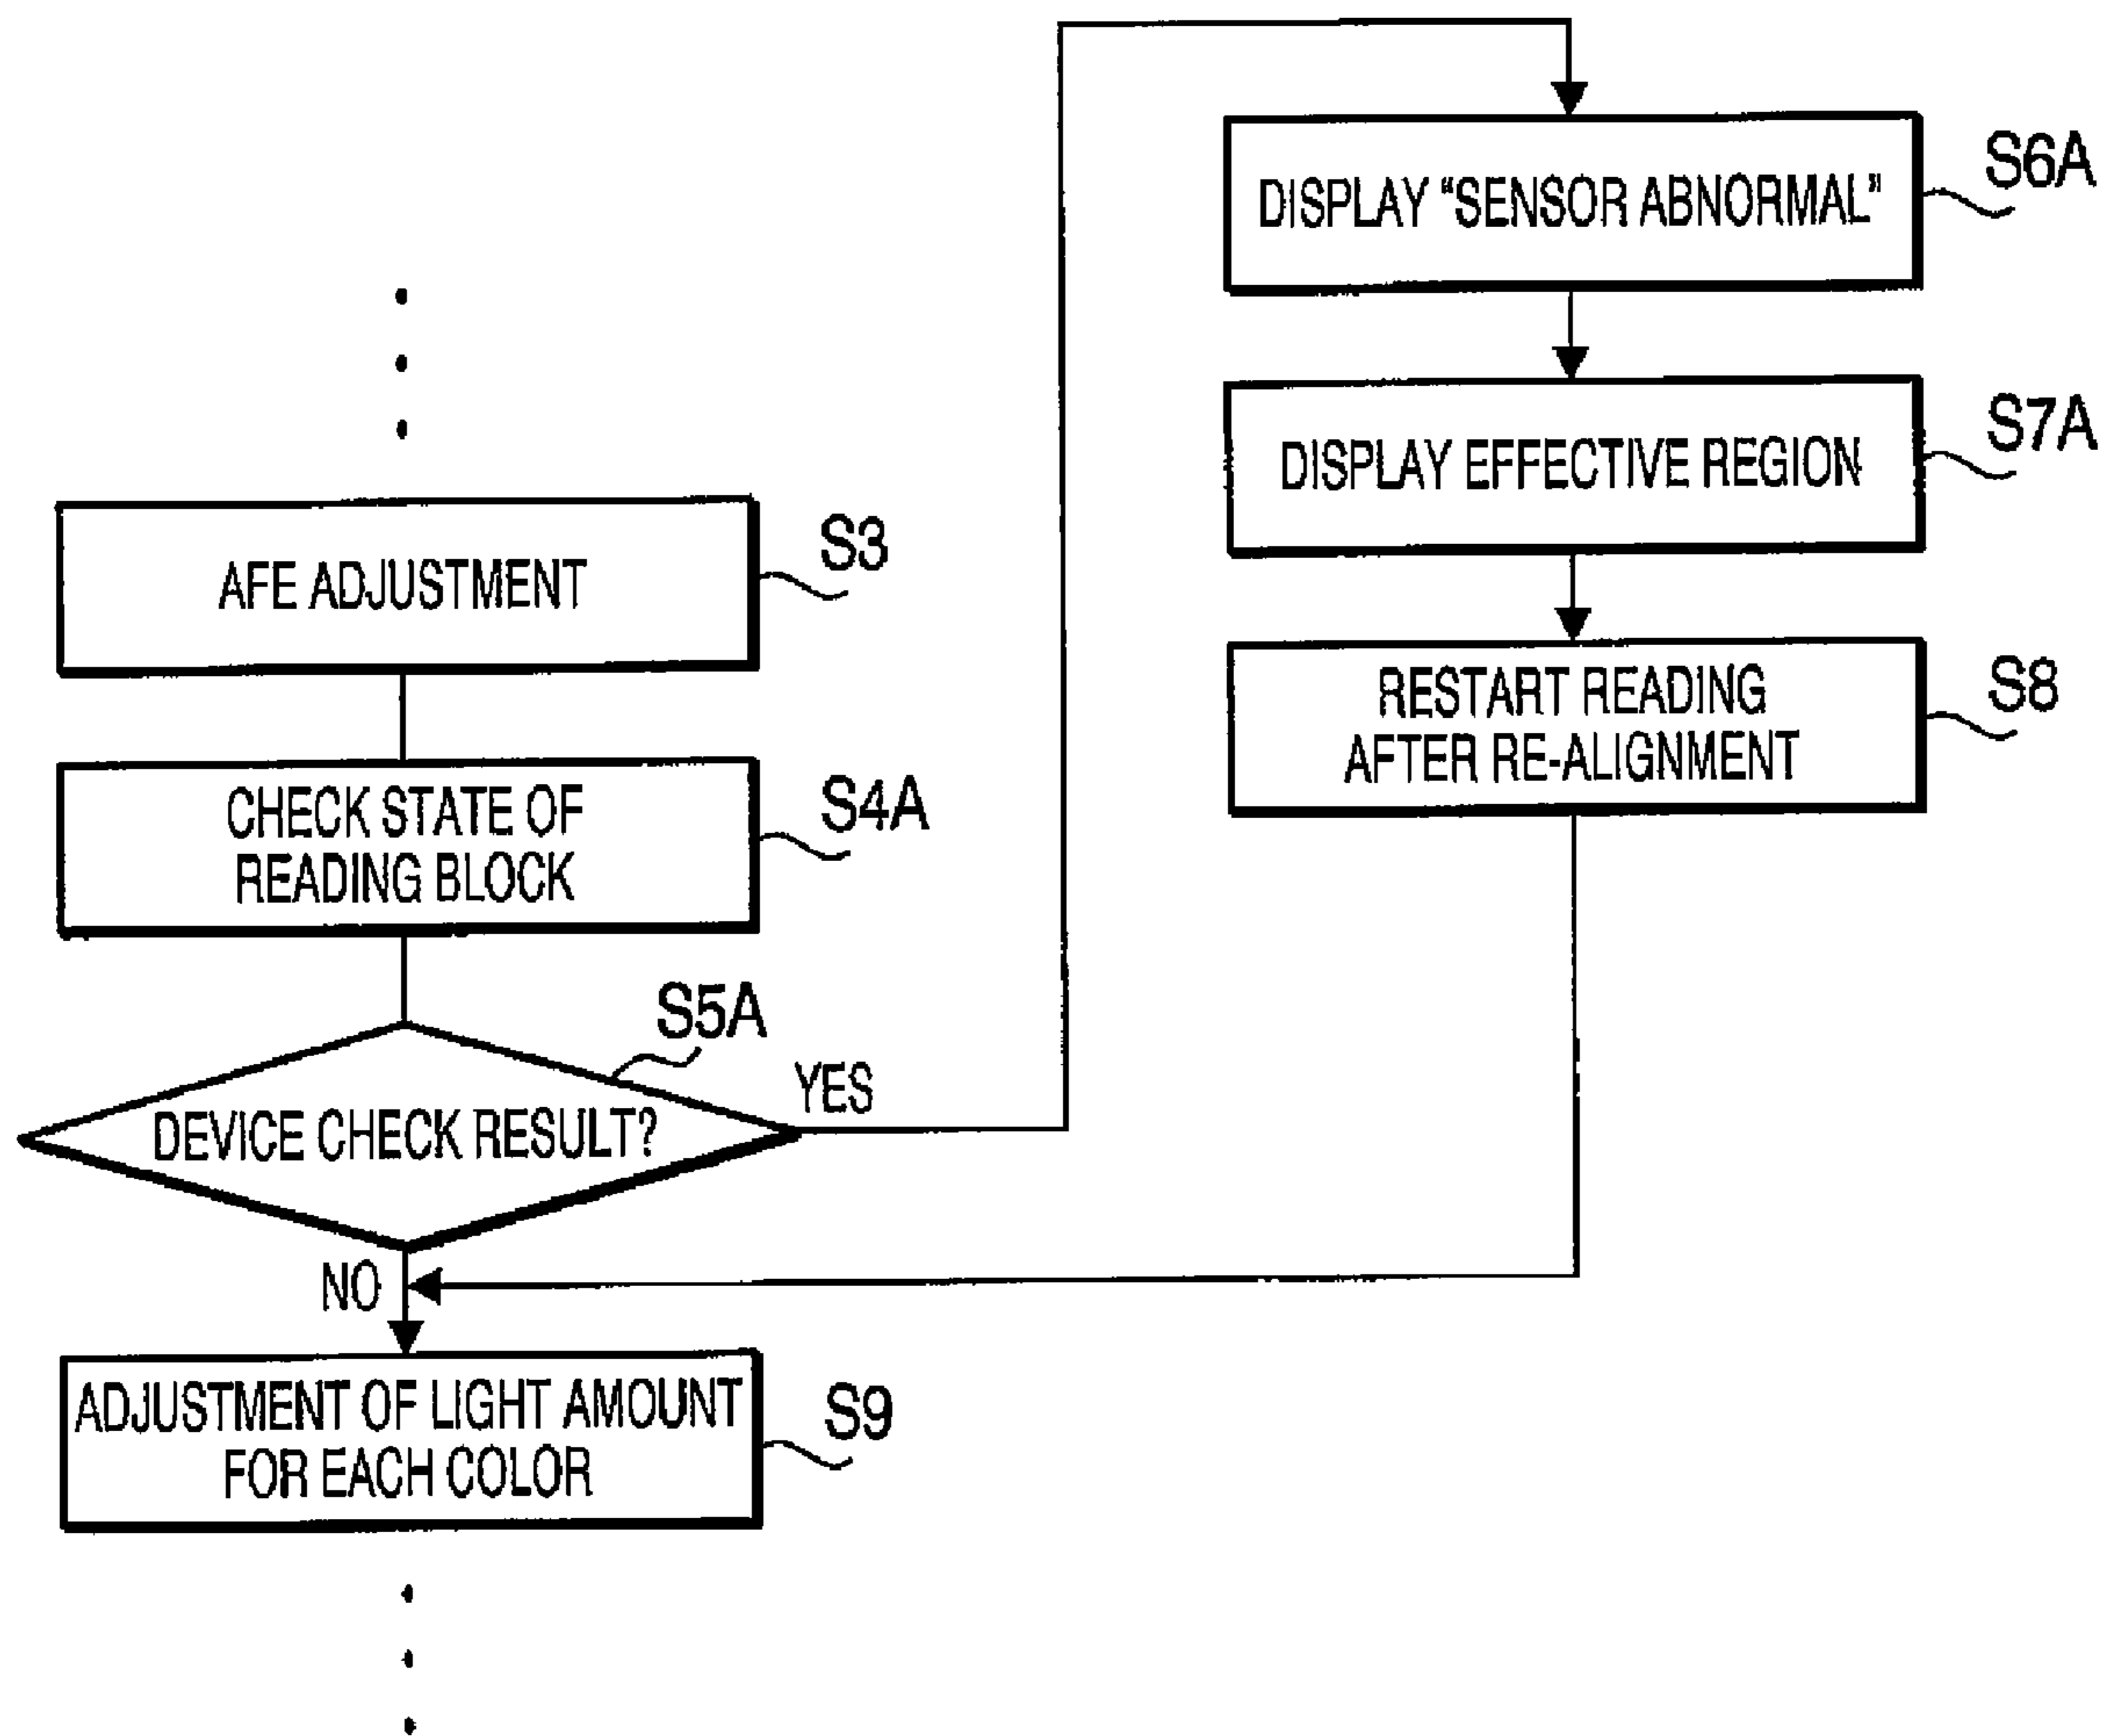 AFE ADJUSTMENT
S3
CHECK STATE OF
READING BLOCK
S4A
DEVICE CHECK RESULT?
S5A
YES
NO
DISPLAY “SENSOR ABNORMAL”
S6A
DISPLAY EFFECTIVE REGION
S7A
RESTART READING
AFTER RE-ALIGNMENT
S8
ADJUSTMENT OF LIGHT AMOUNT
FOR EACH COLOR
S9